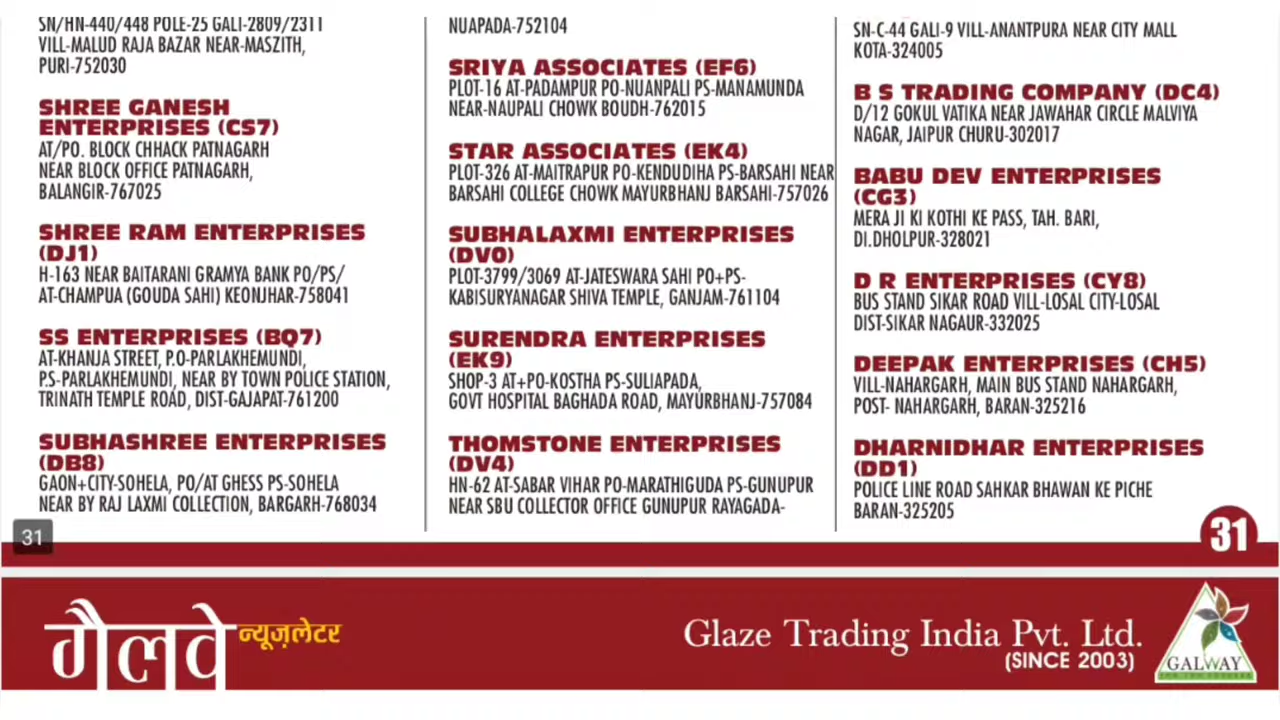 SN/HN-440/448 POLE-25 GALI-2809/2311
VILL-MALUD RAJA BAZAR NEAR-MASZITH,
PURI-752030
SHREE GANESH
ENTERPRISES (CS7)
AT/PO. BLOCK CHHACK PATNAGARH
NEAR BLOCK OFFICE PATNAGARH,
BALANGIR-767025
SHREE RAM ENTERPRISES
(DJ1)
H-163 NEAR BAITARANI GRAMYA BANK PO/PS/
AT-CHAMPUA (GOUDA SAHI) KEONJHAR-758041
SS ENTERPRISES (BQ7)
AT-KHANJA STREET, P.O-PARLAKHEMUNDI,
P.S-PARLAKHEMUNDI, NEAR BY TOWN POLICE STATION,
TRINATH TEMPLE ROAD, DIST-GAJAPAT-761200
SUBHASHREE ENTERPRISES
(DB8)
GAON+CITY-SOHELA, PO/AT GHESS PS-SOHELA
NEAR BY RAJ LAXMI COLLECTION, BARGARH-768034
NUAPADA-752104
SRIYA ASSOCIATES (EF6)
PLOT-16 AT-PADAMPUR PO-NUANPALI PS-MANAMUNDA
NEAR-NAUPALI CHOWK BOUDH-762015
STAR ASSOCIATES (EK4)
PLOT-326 AT-MAITRAPUR PO-KENDUDIHA PS-BARSAHI NEAR
BARSAHI COLLEGE CHOWK MAYURBHANJ BARSAHI-757026
SUBHALAXMI ENTERPRISES
(DV0)
PLOT-3799/3069 AT-JATESWARA SAHI PO+PS-
KABISURYANAGAR SHIVA TEMPLE, GANJAM-761104
SURENDRA ENTERPRISES
(EK9)
SHOP-3 AT+PO-KOSTHA PS-SULIAPADA,
GOVT HOSPITAL BAGHADA ROAD, MAYURBHANJ-757084
THOMSTONE ENTERPRISES
(DV4)
HN-62 AT-SABAR VIHAR PO-MARATHIGUDA PS-GUNUPUR
NEAR SBU COLLECTOR OFFICE GUNUPUR RAYAGADA-
SN-C-44 GALI-9 VILL-ANANTPURA NEAR CITY MALL
KOTA-324005
B S TRADING COMPANY (DC4)
D/12 GOKUL VATIKA NEAR JAWAHAR CIRCLE MALVIYA
NAGAR, JAIPUR CHURU-302017
BABU DEV ENTERPRISES
(CG3)
MERA JI KI KOTHI KE PASS, TAH. BARI,
DI.DHOLPUR-328021
D R ENTERPRISES (CY8)
BUS STAND SIKAR ROAD VILL-LOSAL CITY-LOSAL
DIST-SIKAR NAGAUR-332025
DEEPAK ENTERPRISES (CH5)
VILL-NAHARGARH, MAIN BUS STAND NAHARGARH,
POST- NAHARGARH, BARAN-325216
DHARNIDHAR ENTERPRISES
(DD1)
POLICE LINE ROAD SAHKAR BHAWAN KE PICHE
BARAN-325205
31
31
गैलवे न्यूज़लेटर
Glaze Trading India Pvt. Ltd.
(SINCE 2003)
GALWAY